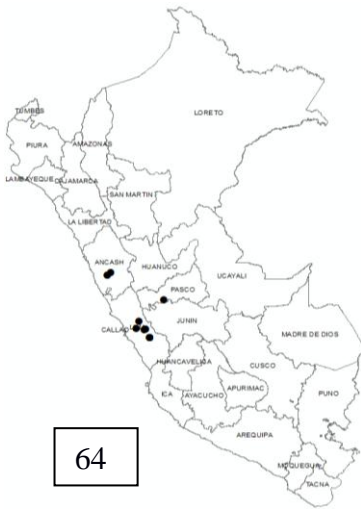 LORETO
TUMBES
PIURA
AMAZONAS
LAMBAYEQUE
CAJAMARCA
SAN MARTIN
LA LIBERTAD
ANCASH
HUANUCO
UCAYALI
PASCO
CALLAO
JUNIN
MADRE DE DIOS
HUANCAVELICA
CUSCO
ICA
AYACUCHO
APURIMAC
PUNO
AREQUIPA
MOQUEGUA
TACNA
64